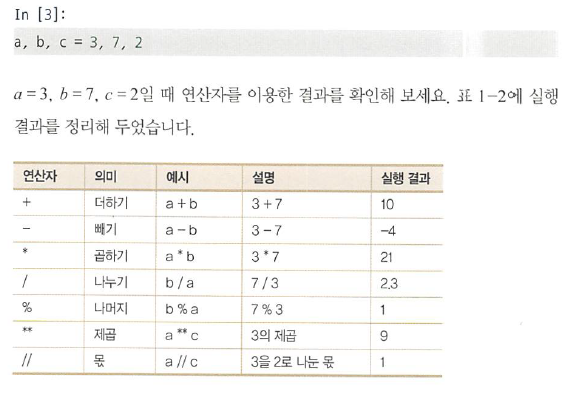 In [3]:
a, b, c = 3, 7, 2
a=3, b=7, c=2일 때 연산자를 이용한 결과를 확인해 보세요. 표 1-2에 실행
결과를 정리해 두었습니다.
연산자 의미 예시 설명 실행 결과
+ 더하기 a+b 3+7 10
- 빼기 a-b 3-7 -4
* 곱하기 a*b 3*7 21
/ 나누기 b/a 7/3 2.3
% 나머지 b%a 7%3 1
** 제곱 a**c 3의 제곱 9
// 몫 a//c 3을 2로 나눈 몫 1